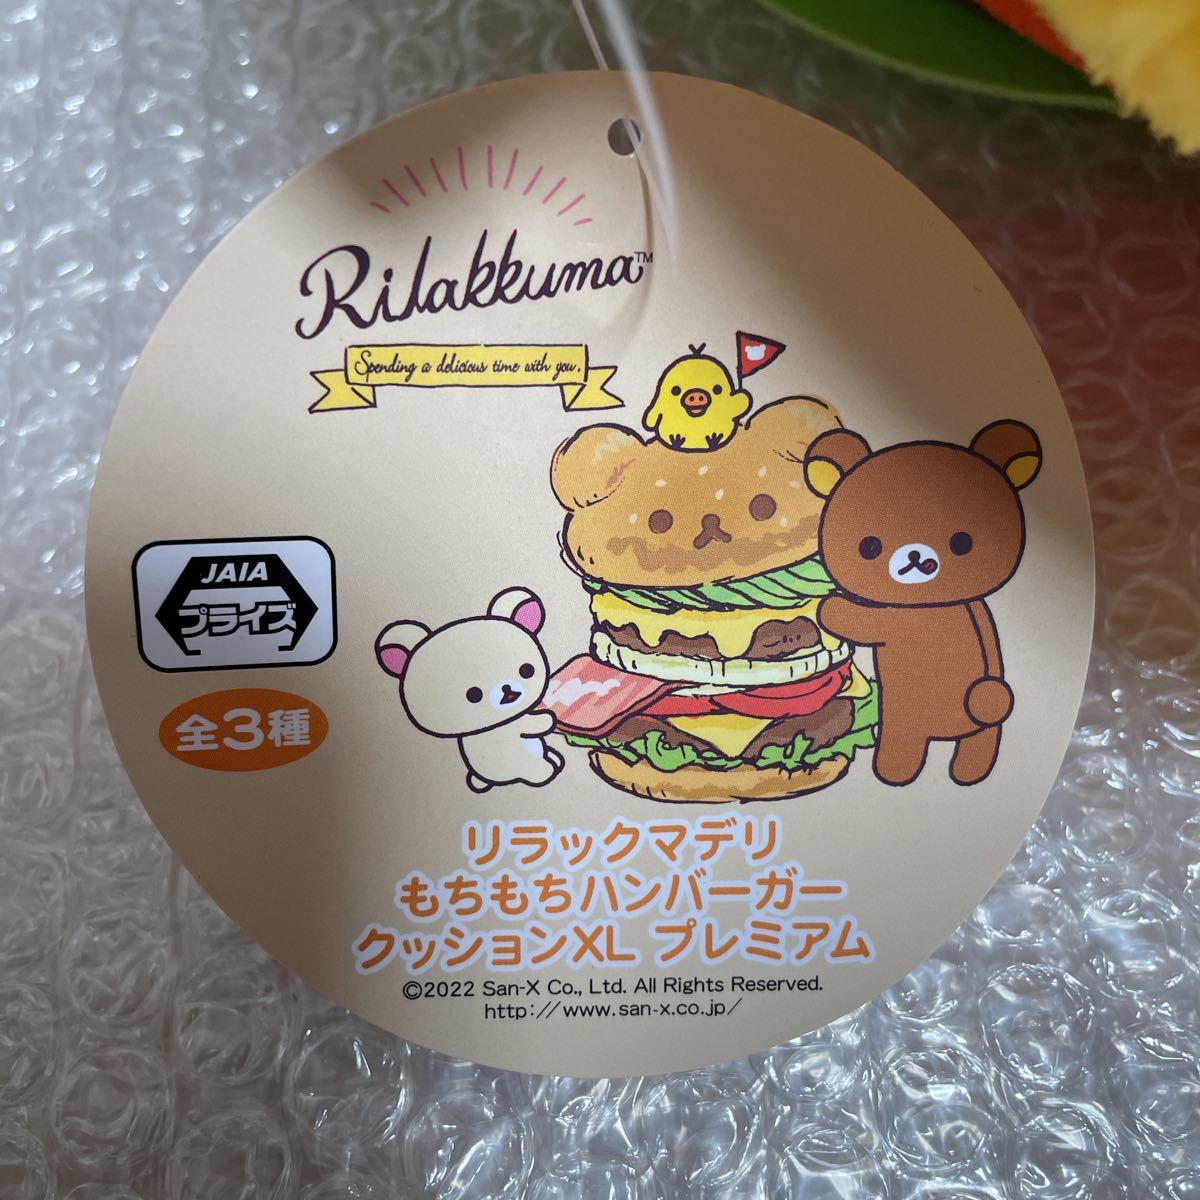 Rilakkuma™
Spending a delicious time with you.
JAIA
プライズ
全3種
リラックマデリ
もちもちハンバーガー
クッションXL プレミアム
©2022 San-X Co., Ltd. All Rights Reserved.
http://www.san-x.co.jp/